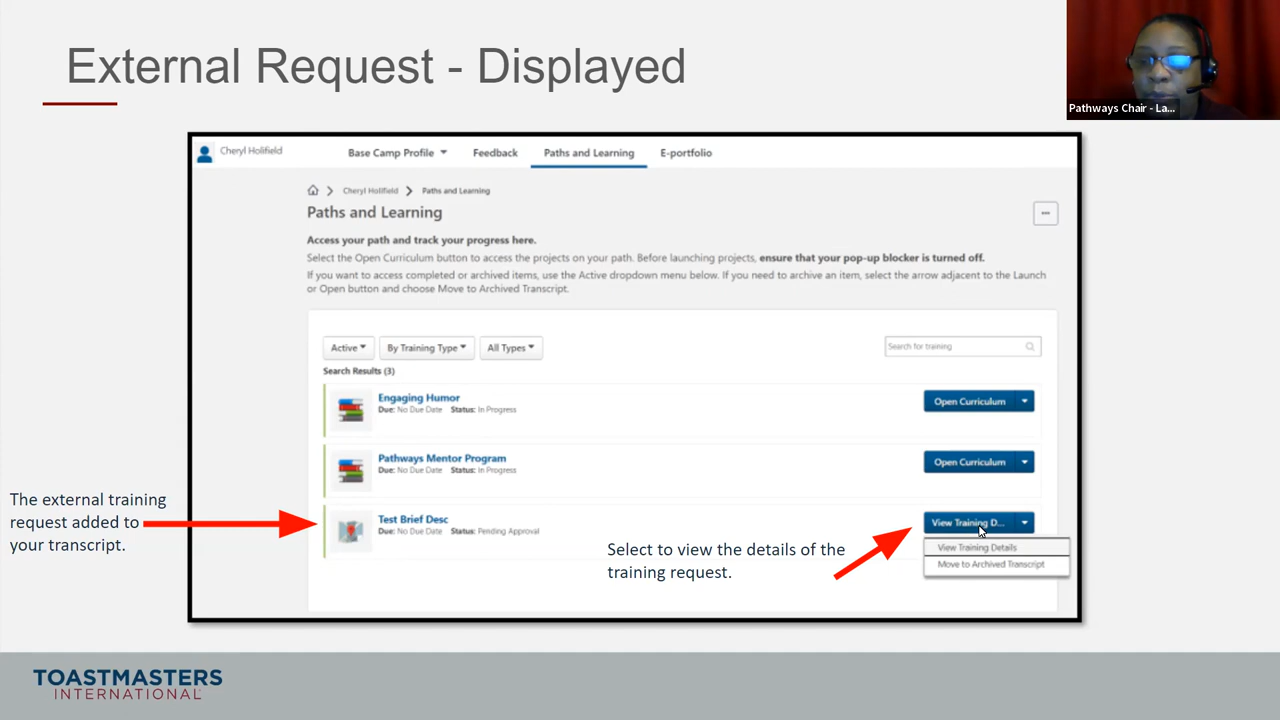 External Request - Displayed
Pathways Chair - La...
Cheryl Holifield
Base Camp Profile
Feedback
Paths and Learning
E-portfolio
Cheryl Holifield
Paths and Learning
Paths and Learning
Access your path and track your progress here.
Select the Open Curriculum button to access the projects on your path. Before launching projects, ensure that your pop-up blocker is turned off.
If you want to access completed or archived items, use the Active dropdown menu below. If you need to archive an item, select the arrow adjacent to the Launch
or Open button and choose Move to Archived Transcript.
Active
By Training Type
All Types
Search for training
Search Results (3)
Engaging Humor
Due: No Due Date Status: In Progress
Open Curriculum
Pathways Mentor Program
Due: No Due Date Status: In Progress
Open Curriculum
Test Brief Desc
Due: No Due Date Status: Pending Approval
View Training D...
View Training Details
Move to Archived Transcript
The external training
request added to
your transcript.
Select to view the details of the
training request.
TOASTMASTERS
INTERNATIONAL